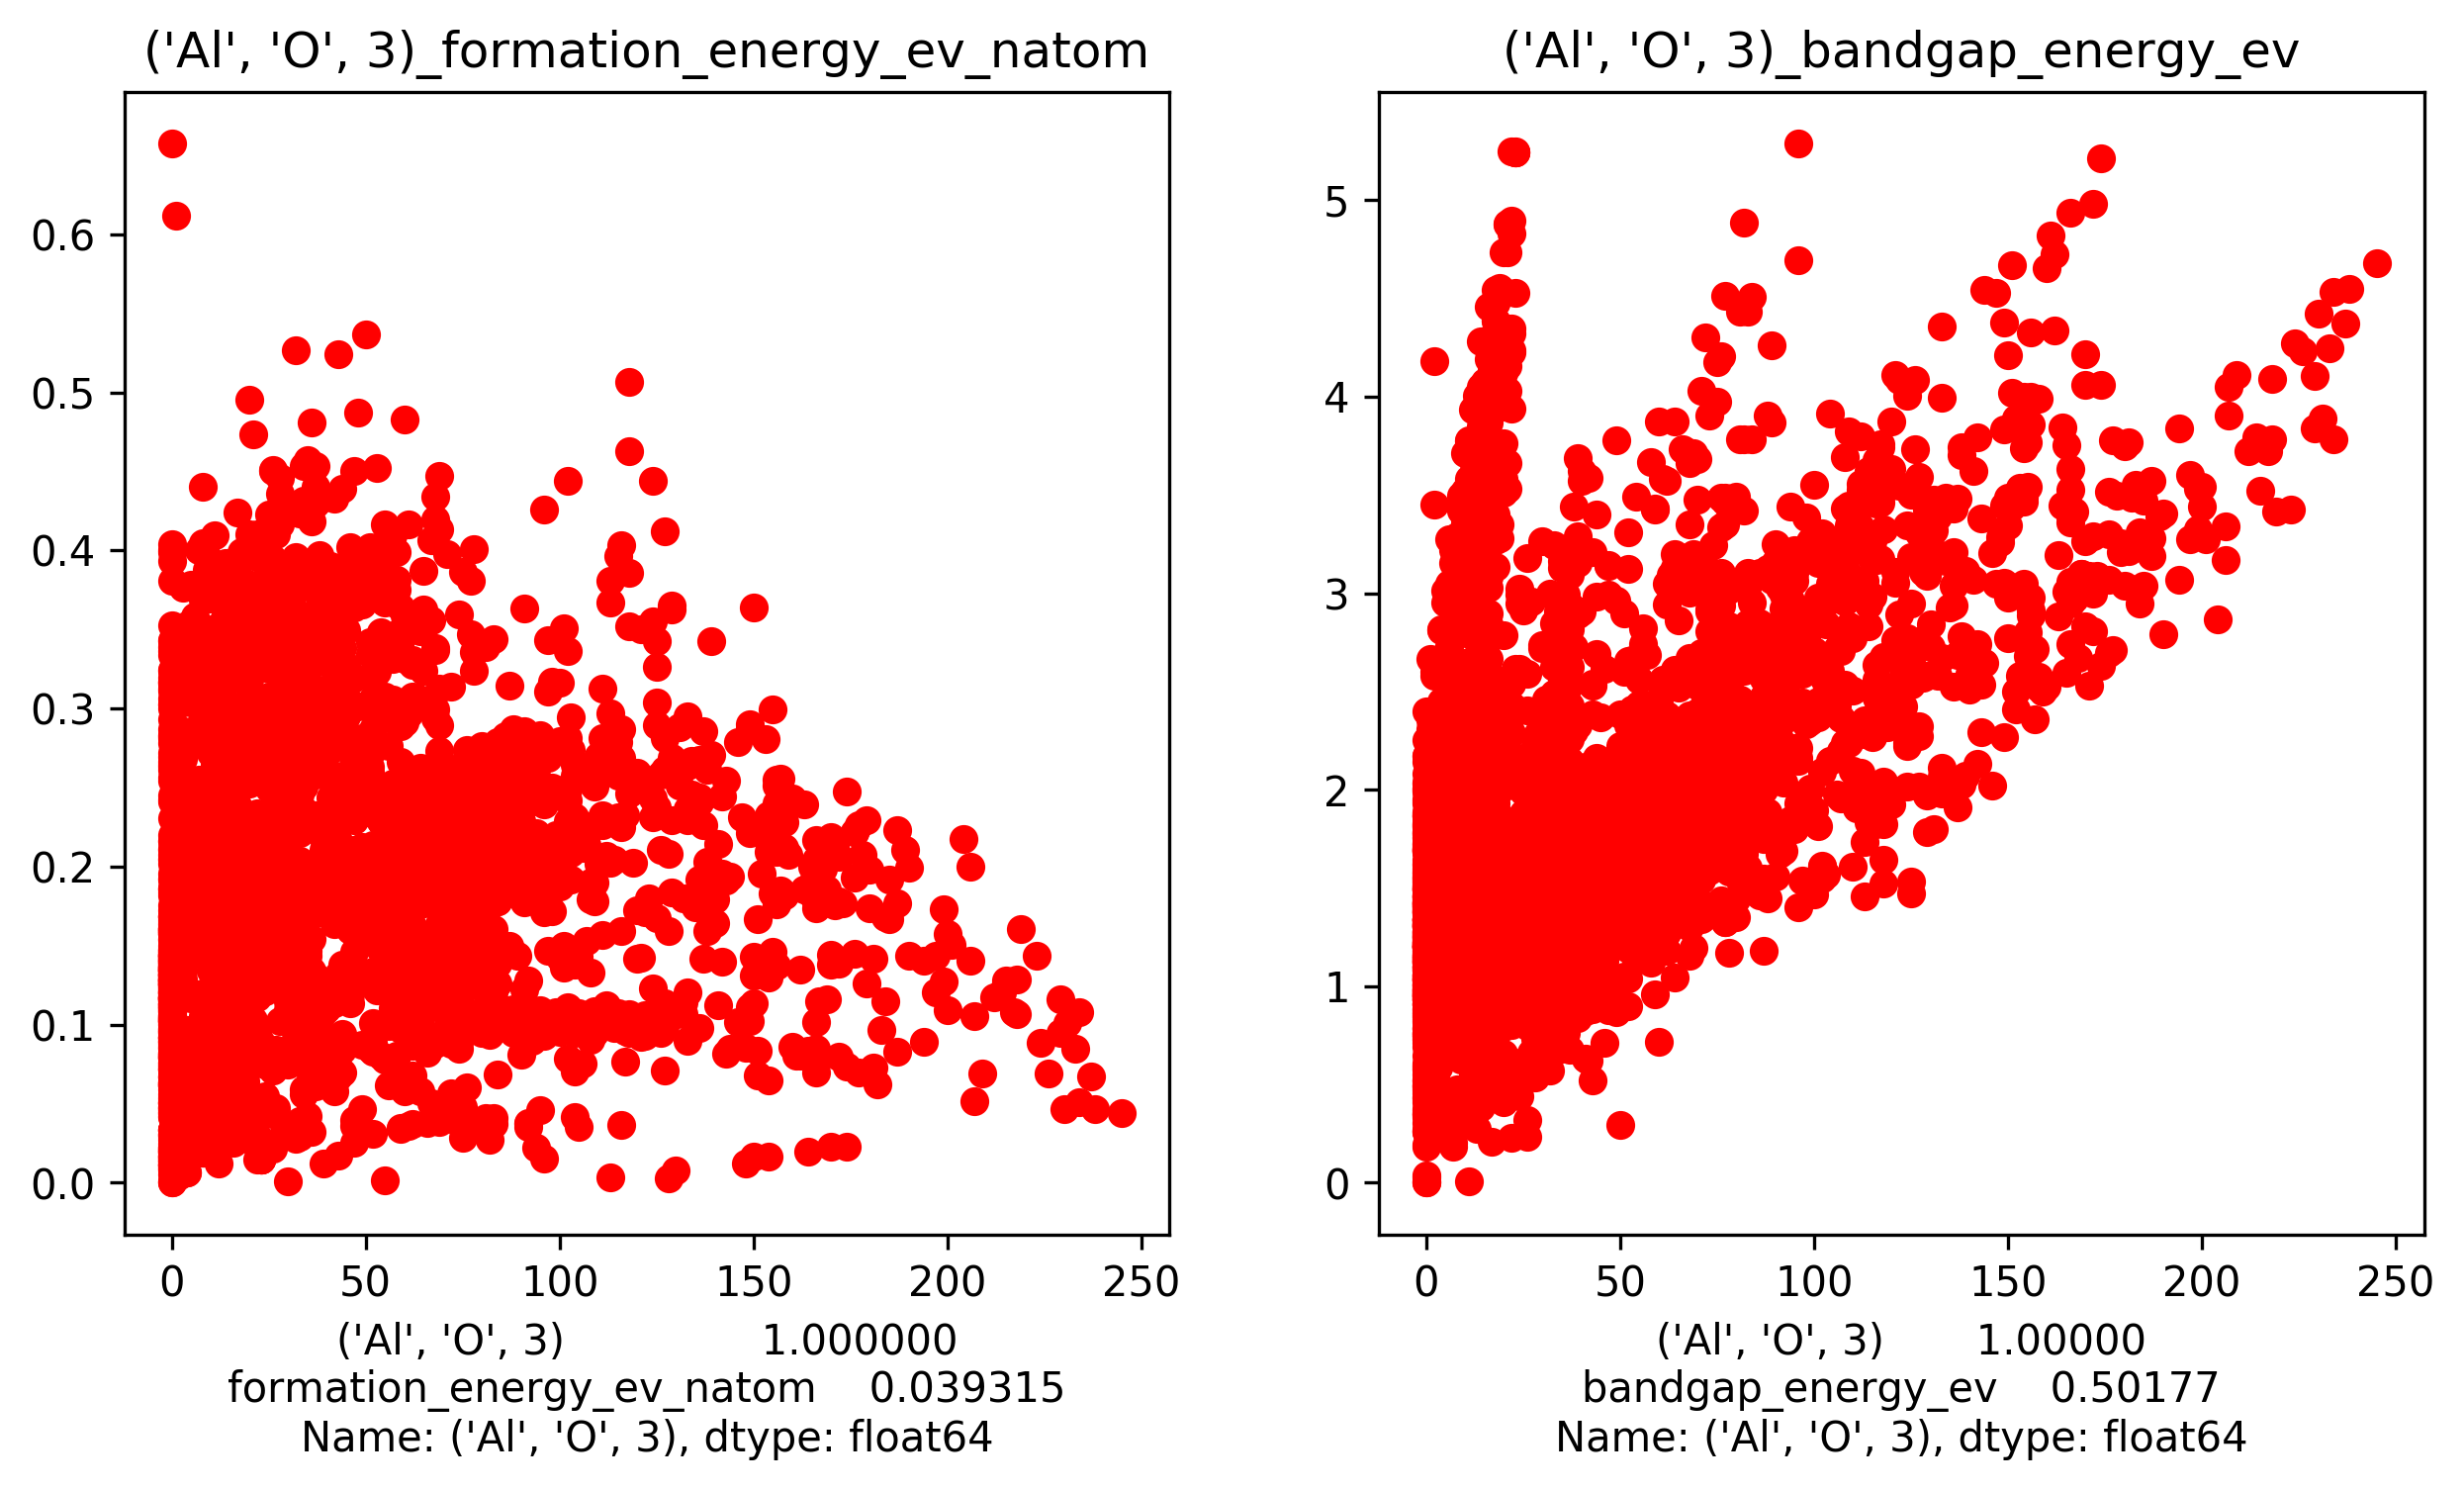 ('Al', 'O', 3)_formation_energy_ev_natom
0.6
0.5
0.4
0.3
0.2
0.1
0.0
0 50 100 150 200 250
('Al', 'O', 3) 1.000000
formation_energy_ev_natom 0.039315
Name: ('Al', 'O', 3), dtype: float64
('Al', 'O', 3)_bandgap_energy_ev
5
4
3
2
1
0
0 50 100 150 200 250
('Al', 'O', 3) 1.00000
bandgap_energy_ev 0.50177
Name: ('Al', 'O', 3), dtype: float64